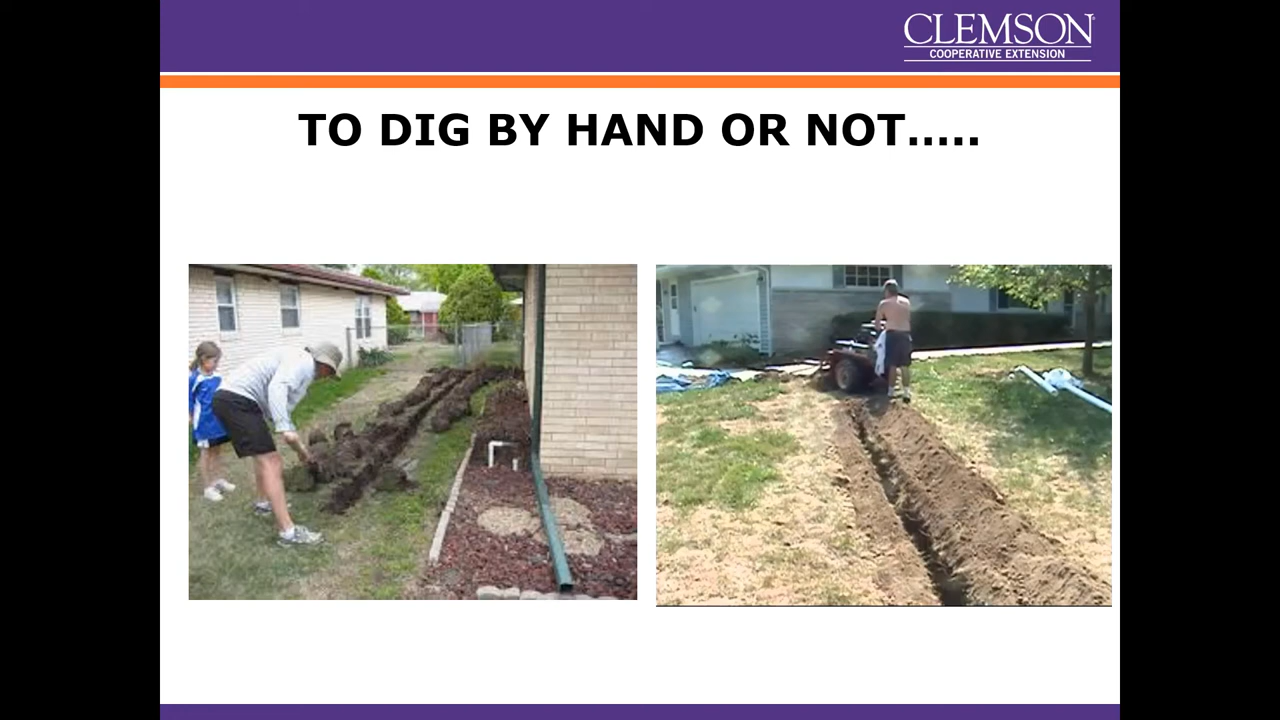 CLEMSON
COOPERATIVE EXTENSION
TO DIG BY HAND OR NOT.....